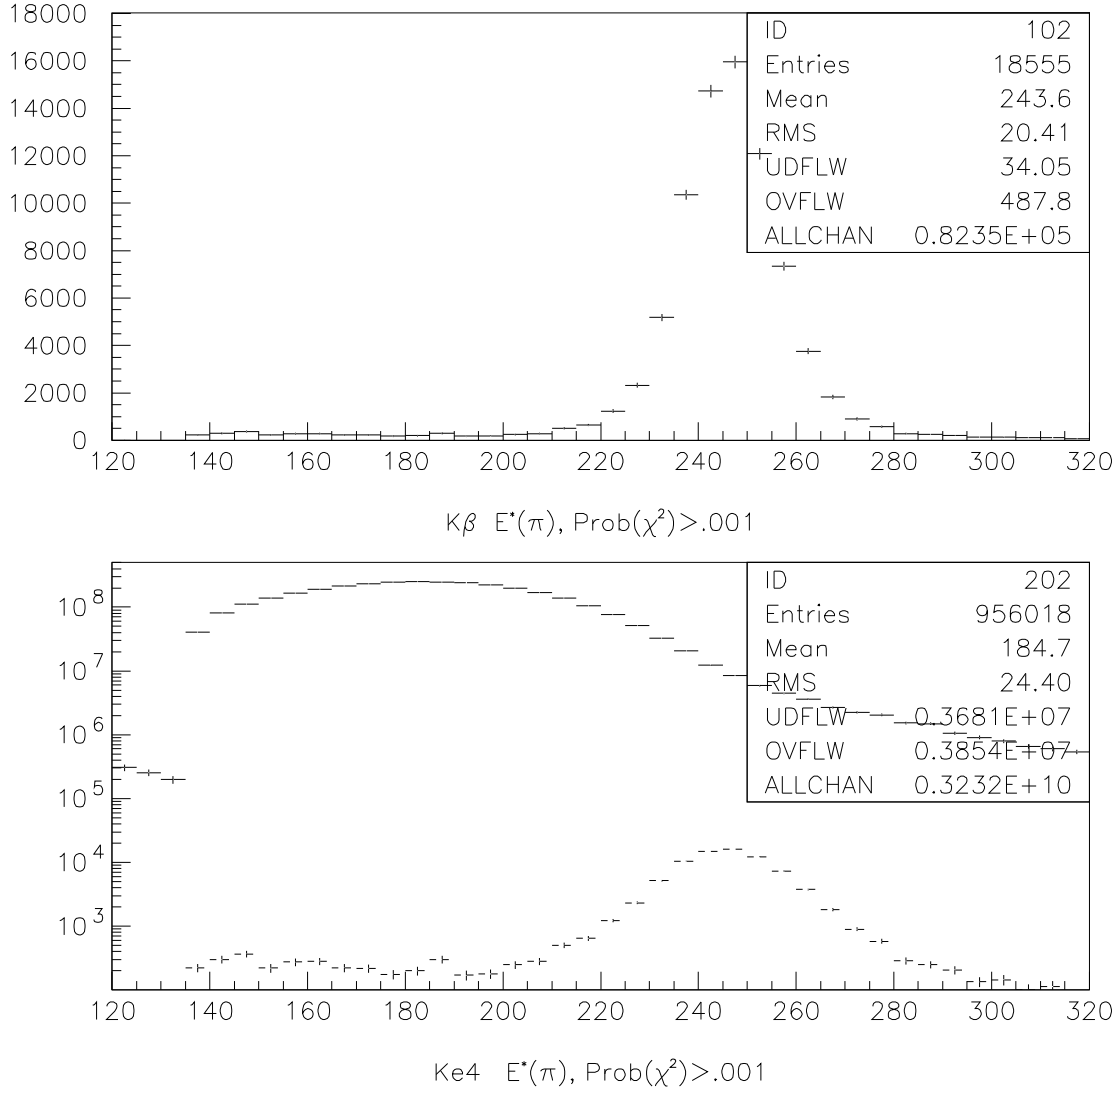 18000
16000
14000
12000
10000
8000
6000
4000
2000
0
ID 102
Entries 18555
Mean 243.6
RMS 20.41
UDFLW 34.05
OVFLW 487.8
ALLCHAN 0.8235E+05
120 140 160 180 200 220 240 260 280 300 320
Kβ E*(π), Prob(χ²)>.001
10⁸
10⁷
10⁶
10⁵
10⁴
10³
ID 202
Entries 956018
Mean 184.7
RMS 24.40
UDFLW 0.3681E+07
OVFLW 0.3854E+07
ALLCHAN 0.3232E+10
120 140 160 180 200 220 240 260 280 300 320
Ke4 E*(π), Prob(χ²)>.001